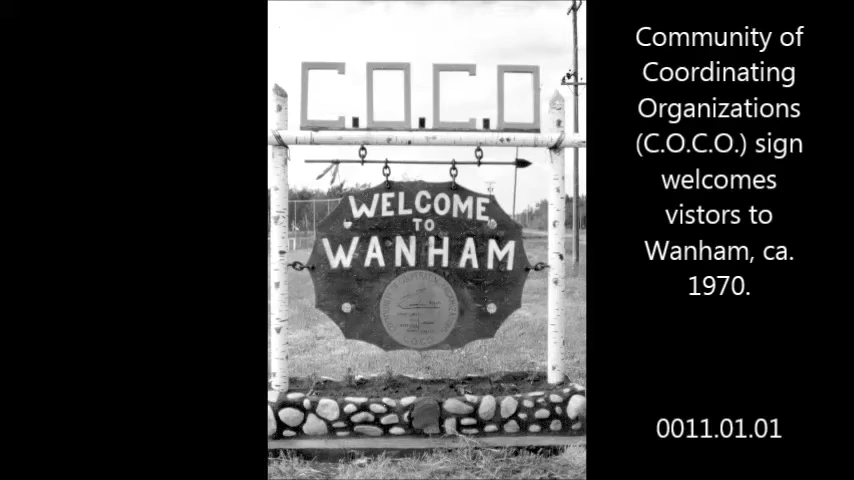 C.O.C.O
WELCOME
TO
WANHAM
Community of
Coordinating
Organizations
(C.O.C.O.) sign
welcomes
vistors to
Wanham, ca.
1970.
0011.01.01